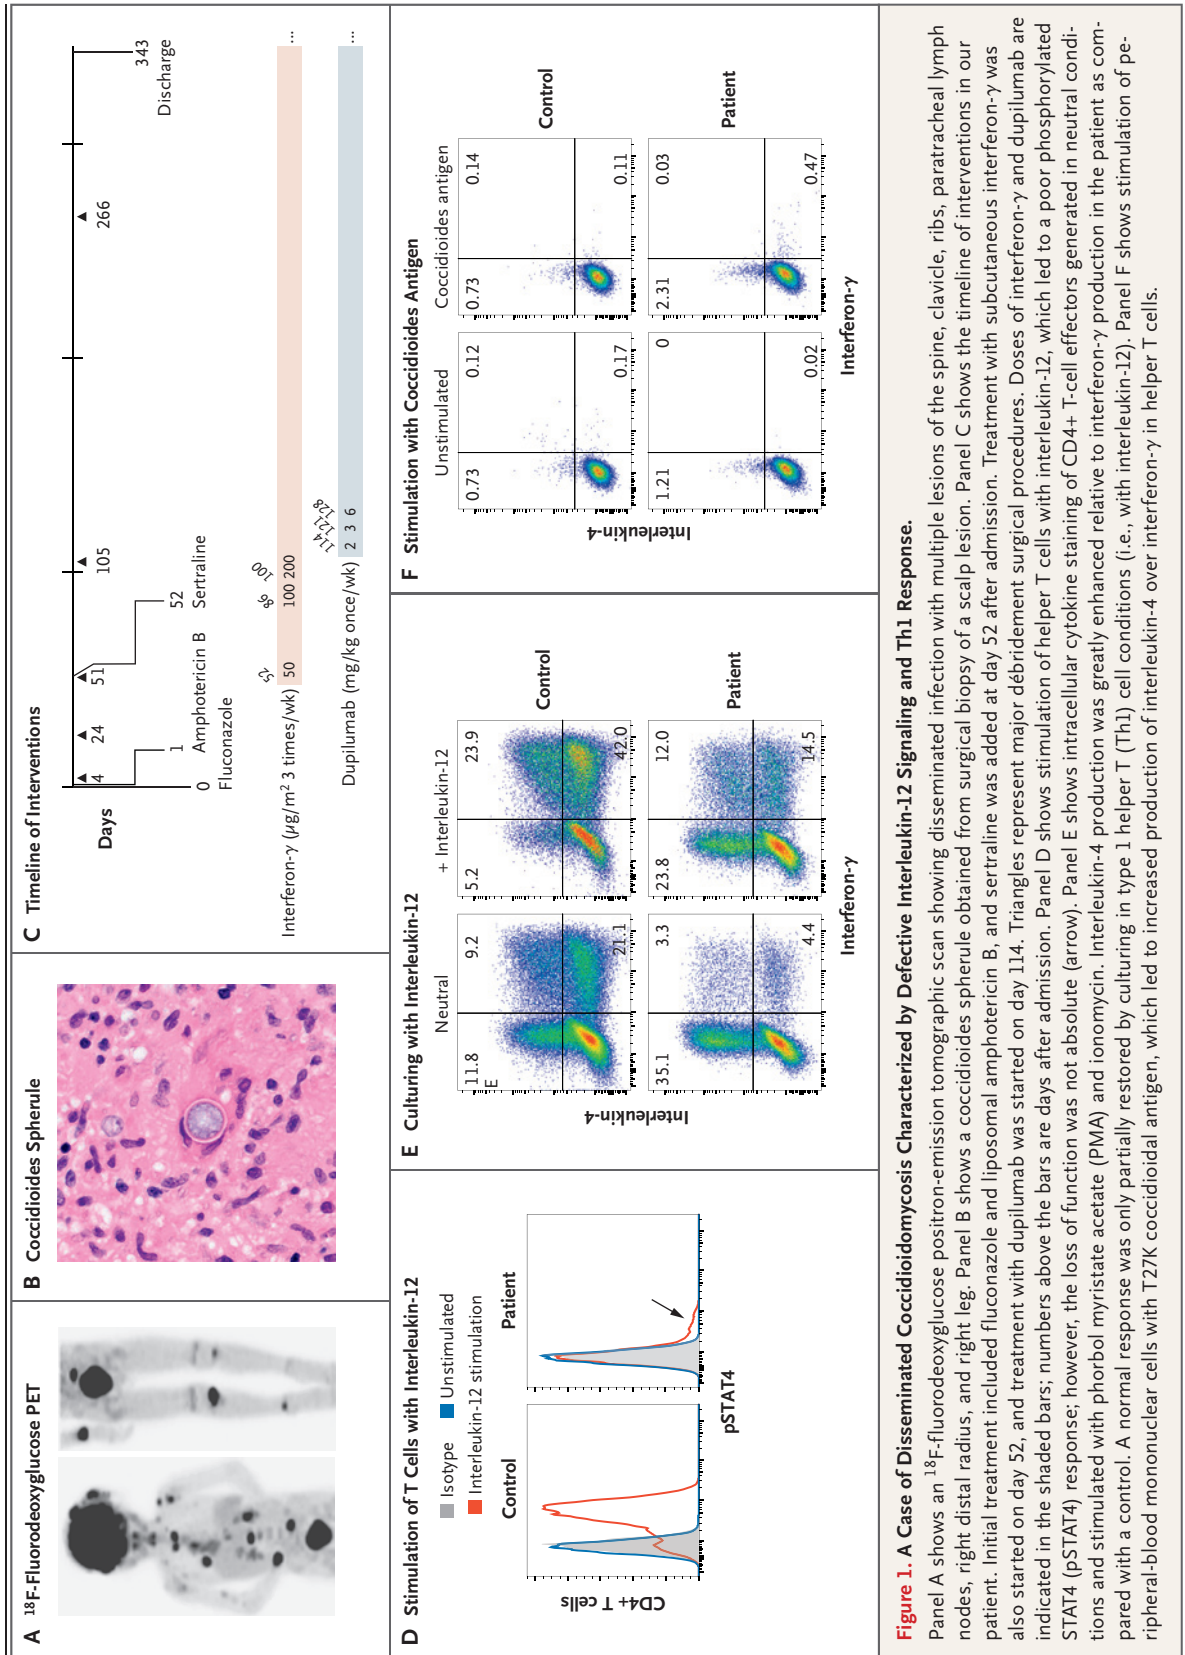 A 18F-Fluorodeoxyglucose PET
B Coccidioides Spherule
C Timeline of Interventions
Days
4
24
51
105
266
343
Discharge
0
Fluconazole
1
Amphotericin B
52
Sertraline
52
86
100
Interferon-γ (μg/m2 3 times/wk)
50
100 200
...
114
121
128
Dupilumab (mg/kg once/wk)
2 3 6
...
D Stimulation of T Cells with Interleukin-12
Isotype
Unstimulated
Interleukin-12 stimulation
Control
Patient
CD4+ T cells
pSTAT4
E Culturing with Interleukin-12
Neutral
+ Interleukin-12
11.8
9.2
E
21.1
5.2
23.9
42.0
Control
35.1
3.3
4.4
23.8
12.0
14.5
Patient
Interleukin-4
Interferon-γ
F Stimulation with Coccidioides Antigen
Unstimulated
Coccidioides antigen
0.73
0.12
0.17
0.73
0.14
0.11
Control
1.21
0
0.02
2.31
0.03
0.47
Patient
Interleukin-4
Interferon-γ
Figure 1. A Case of Disseminated Coccidioidomycosis Characterized by Defective Interleukin-12 Signaling and Th1 Response.
Panel A shows an 18F-fluorodeoxyglucose positron-emission tomographic scan showing disseminated infection with multiple lesions of the spine, clavicle, ribs, paratracheal lymph
nodes, right distal radius, and right leg. Panel B shows a coccidioides spherule obtained from surgical biopsy of a scalp lesion. Panel C shows the timeline of interventions in our
patient. Initial treatment included fluconazole and liposomal amphotericin B, and sertraline was added at day 52 after admission. Treatment with subcutaneous interferon-γ was
also started on day 52, and treatment with dupilumab was started on day 114. Triangles represent major débridement surgical procedures. Doses of interferon-γ and dupilumab are
indicated in the shaded bars; numbers above the bars are days after admission. Panel D shows stimulation of helper T cells with interleukin-12, which led to a poor phosphorylated
STAT4 (pSTAT4) response; however, the loss of function was not absolute (arrow). Panel E shows intracellular cytokine staining of CD4+ T-cell effectors generated in neutral condi-
tions and stimulated with phorbol myristate acetate (PMA) and ionomycin. Interleukin-4 production was greatly enhanced relative to interferon-γ production in the patient as com-
pared with a control. A normal response was only partially restored by culturing in type 1 helper T (Th1) cell conditions (i.e., with interleukin-12). Panel F shows stimulation of pe-
ripheral-blood mononuclear cells with T27K coccidioidal antigen, which led to increased production of interleukin-4 over interferon-γ in helper T cells.